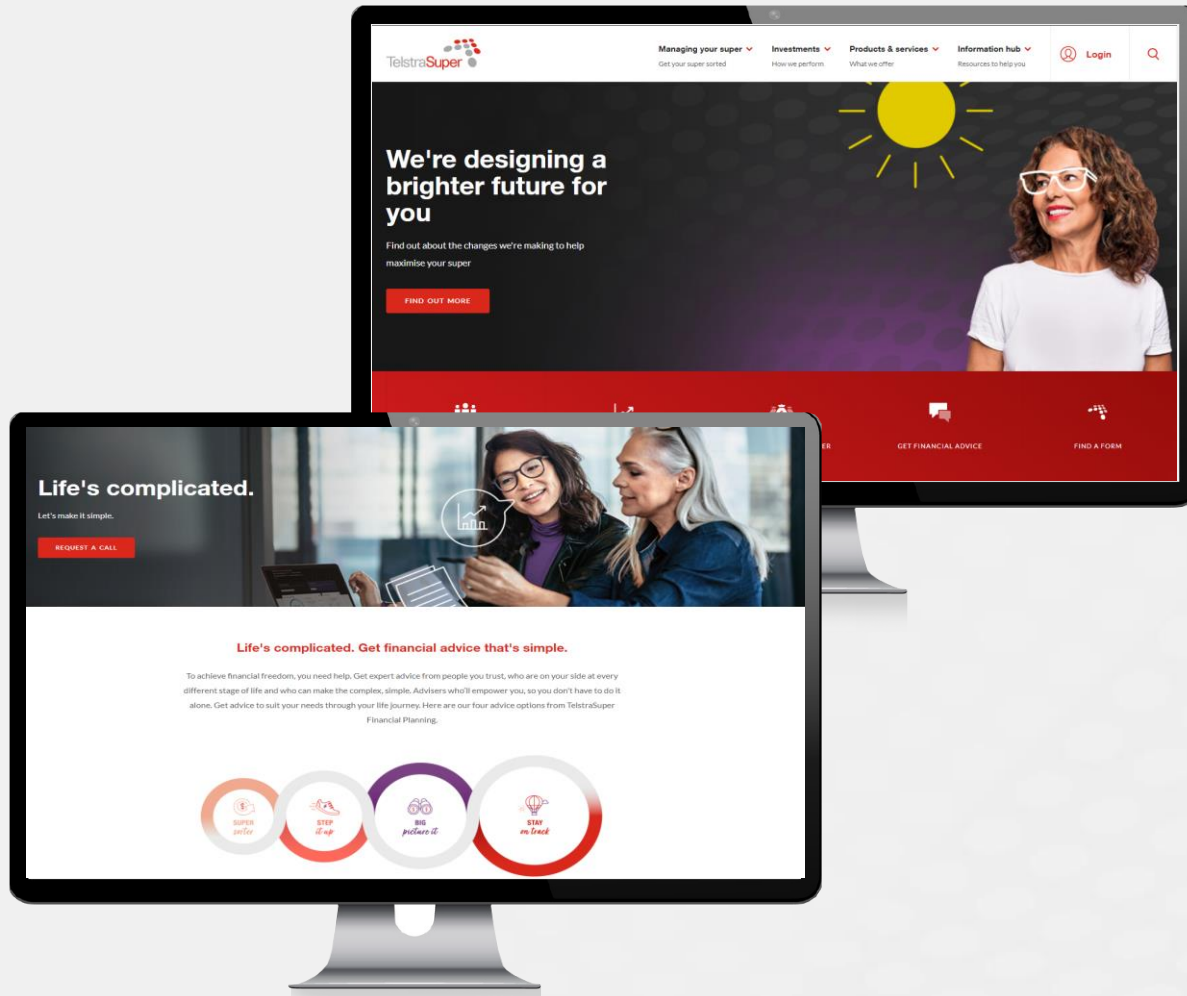 TelstraSuper
Managing your super
Get your super sorted
Investments
How we perform
Products & services
What we offer
Information hub
Resources to help you
Login
We're designing a
brighter future for
you
Find out about the changes we're making to help
maximise your super
FIND OUT MORE
ER
GET FINANCIAL ADVICE
FIND A FORM
Life's complicated.
Let's make it simple.
REQUEST A CALL
Life's complicated. Get financial advice that's simple.
To achieve financial freedom, you need help. Get expert advice from people you trust, who are on your side at every
different stage of life and who can make the complex, simple. Advisers who'll empower you, so you don't have to do it
alone. Get advice to suit your needs through your life journey. Here are our four advice options from TelstraSuper
Financial Planning.
SUPER
sorter
STEP
it up
BIG
picture it
STAY
on track